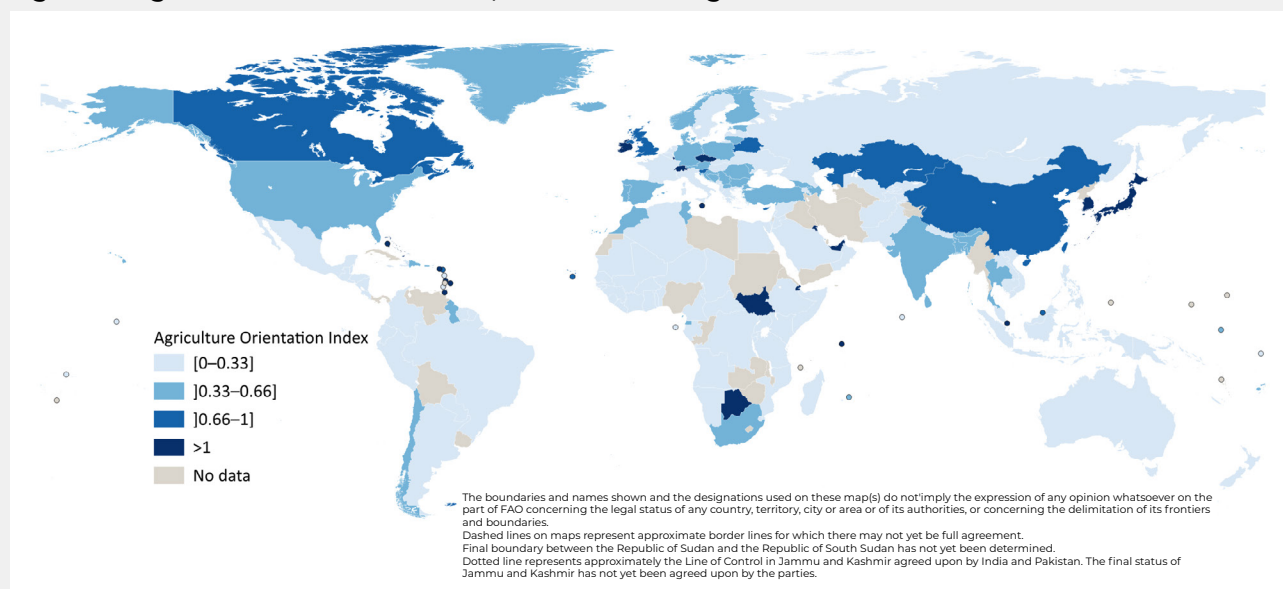 Agriculture Orientation Index
[0–0.33]
]0.33–0.66]
]0.66–1]
>1
No data
The boundaries and names shown and the designations used on these map(s) do not'imply the expression of any opinion whatsoever on the
part of FAO concerning the legal status of any country, territory, city or area or of its authorities, or concerning the delimitation of its frontiers
and boundaries.
Dashed lines on maps represent approximate border lines for which there may not yet be full agreement.
Final boundary between the Republic of Sudan and the Republic of South Sudan has not yet been determined.
Dotted line represents approximately the Line of Control in Jammu and Kashmir agreed upon by India and Pakistan. The final status of
Jammu and Kashmir has not yet been agreed upon by the parties.